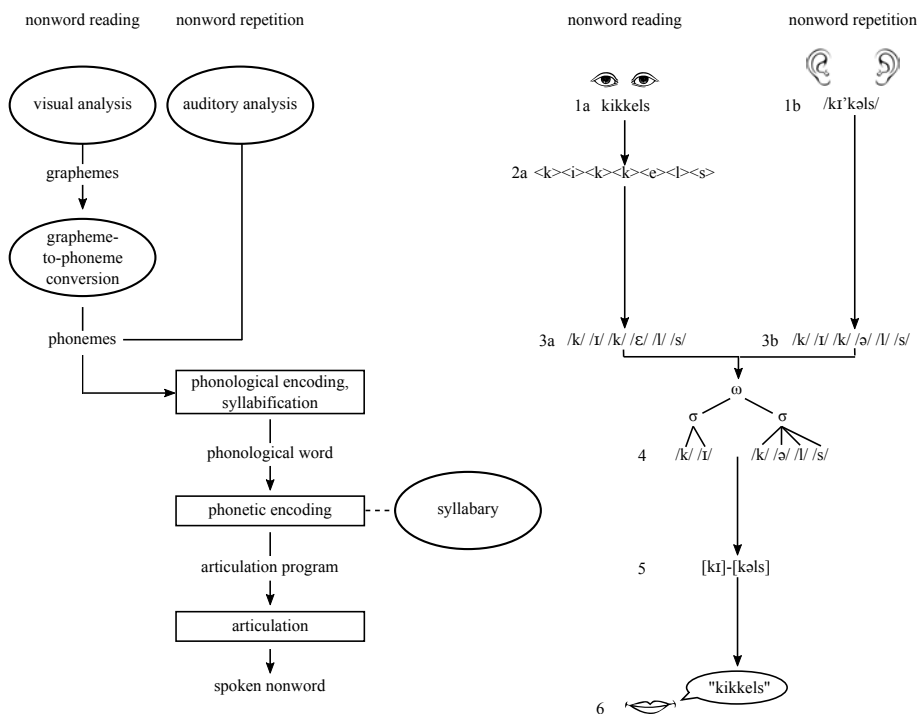 nonword reading
nonword repetition
visual analysis
auditory analysis
graphemes
grapheme-
to-phoneme
conversion
phonemes
phonological encoding,
syllabification
phonological word
phonetic encoding
syllabary
articulation program
articulation
spoken nonword
nonword reading
nonword repetition
1a kikkels
1b /kɪ'kəls/
2a <k><i><k><k><e><l><s>
3a /k/ /ɪ/ /k/ /ɛ/ /l/ /s/
3b /k/ /ɪ/ /k/ /ə/ /l/ /s/
ω
σ σ
4 /k/ /ɪ/ /k/ /ə/ /l/ /s/
5 [kɪ]-[kəls]
"kikkels"
6